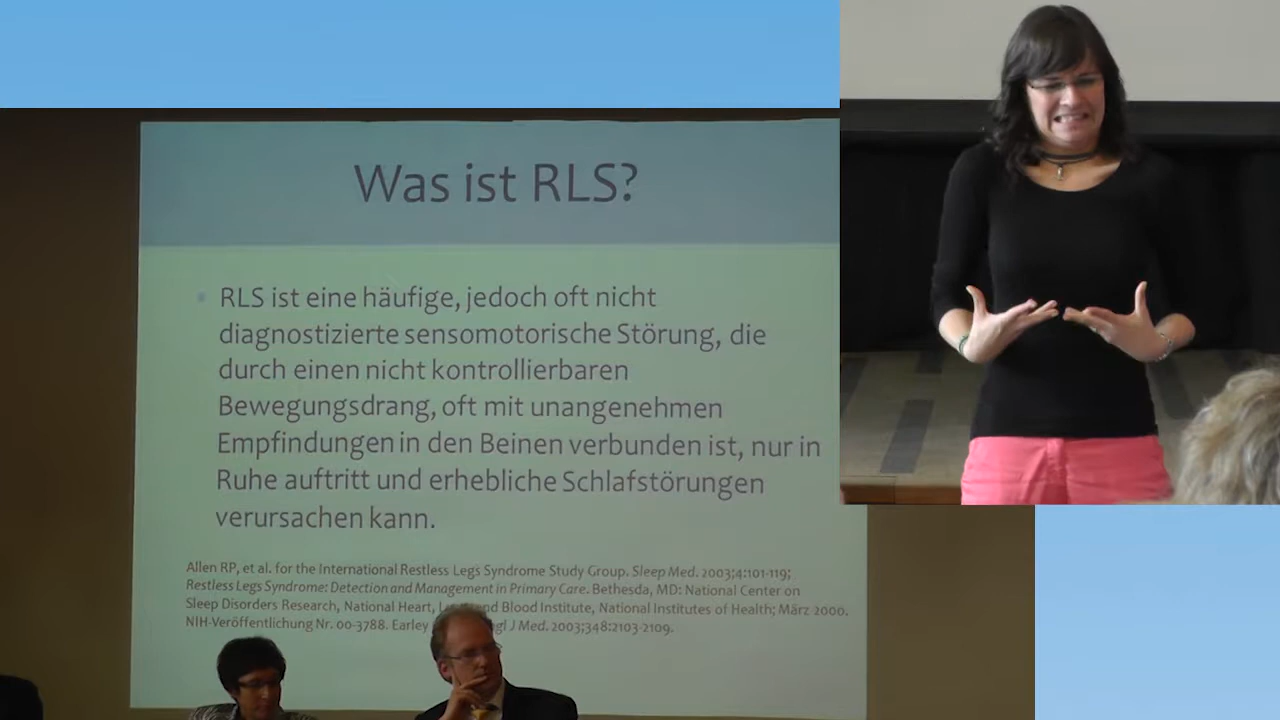 Was ist RLS?
RLS ist eine häufige, jedoch oft nicht
diagnostizierte sensomotorische Störung, die
durch einen nicht kontrollierbaren
Bewegungsdrang, oft mit unangenehmen
Empfindungen in den Beinen verbunden ist, nur in
Ruhe auftritt und erhebliche Schlafstörungen
verursachen kann.
Allen RP, et al. for the International Restless Legs Syndrome Study Group. Sleep Med. 2003;4:101-119;
Restless Legs Syndrome: Detection and Management in Primary Care. Bethesda, MD: National Center on
Sleep Disorders Research, National Heart, and Blood Institute, National Institutes of Health; März 2000.
NIH-Veröffentlichung Nr. 00-3788. Earley J Med. 2003;348:2103-2109.